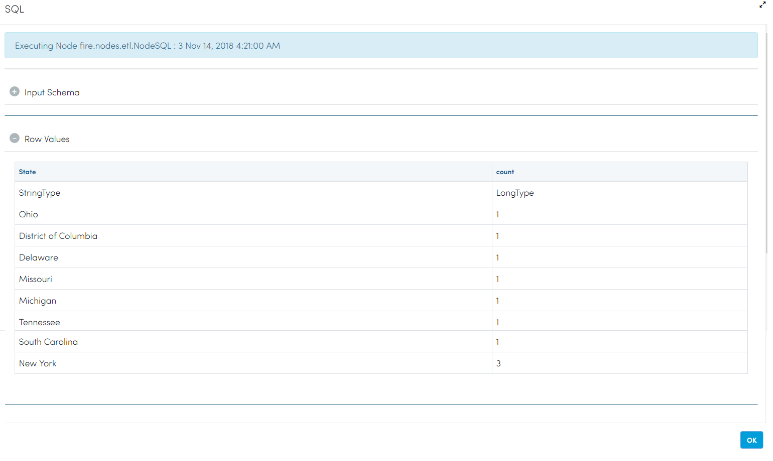 SQL
Executing Node fire.nodes.etl.NodeSQL : 3 Nov 14, 2018 4:21:00 AM
Input Schema
Row Values
State count
StringType LongType
Ohio 1
District of Columbia 1
Delaware 1
Missouri 1
Michigan 1
Tennessee 1
South Carolina 1
New York 3
OK